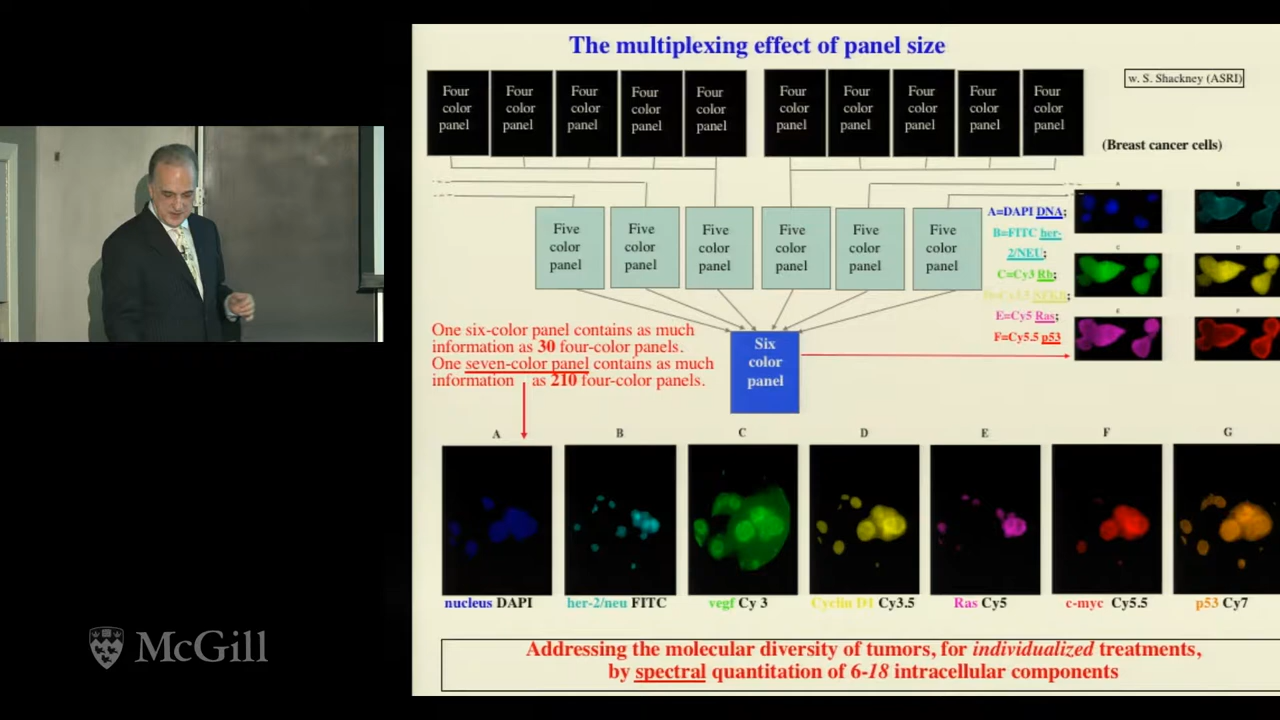 The multiplexing effect of panel size
w. S. Shackney (ASRI)
Four color panel
Four color panel
Four color panel
Four color panel
Four color panel
Four color panel
Four color panel
Four color panel
Four color panel
Four color panel
(Breast cancer cells)
Five color panel
Five color panel
Five color panel
Five color panel
Five color panel
Five color panel
A=DAPI DNA;
B=FITC her-
2/NEU;
C=Cy3 Rb;
E=Cy5 Ras;
F=Cy5.5 p53
A
B
C
D
E
F
One six-color panel contains as much
information as 30 four-color panels.
One seven-color panel contains as much
information as 210 four-color panels.
Six color panel
A
B
C
D
E
F
G
nucleus DAPI
her-2/neu FITC
vegf Cy 3
Cyclin D1 Cy3.5
Ras Cy5
c-myc Cy5.5
p53 Cy7
Addressing the molecular diversity of tumors, for individualized treatments,
by spectral quantitation of 6-18 intracellular components
McGill